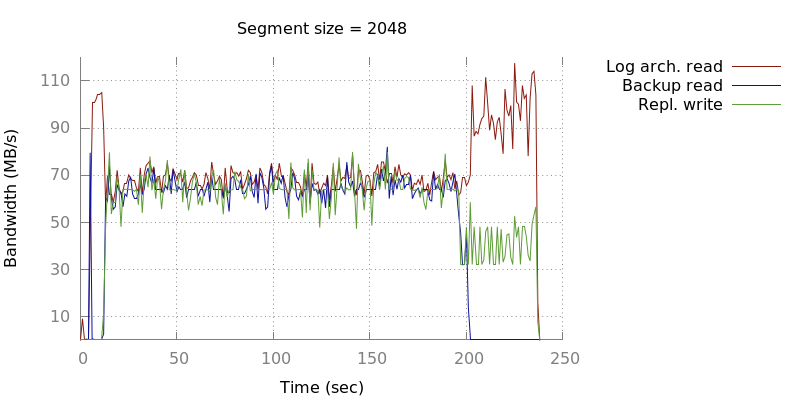 Segment size = 2048
Log arch. read
Backup read
Repl. write
Bandwidth (MB/s)
110
90
70
50
30
10
0 50 100 150 200 250
Time (sec)